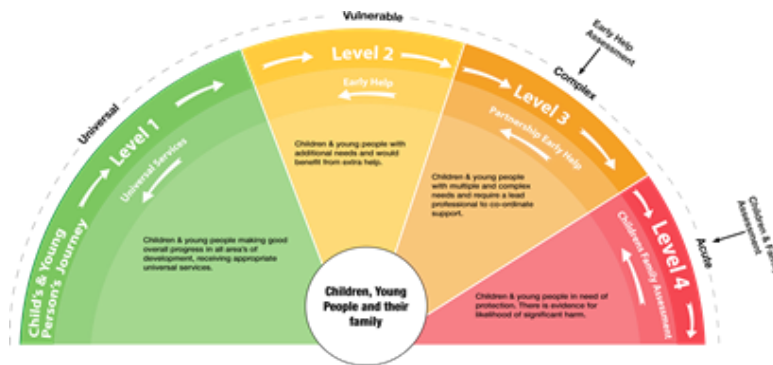 Universal
Vulnerable
Complex
Acute
Early Help
Assessment
Children & Family
Assessment
Child's & Young
Person's Journey
Level 1
Universal Services
Children & young people making good
overall progress in all area's of
development, receiving appropriate
universal services.
Level 2
Early Help
Children & young people with
additional needs and would
benefit from extra help.
Level 3
Partnership Early Help
Children & young people
with multiple and complex
needs and require a lead
professional to co-ordinate
support.
Level 4
Childrens Family Assessment
Children & young people in need of
protection. There is evidence for
likelihood of significant harm.
Children, Young
People and their
family